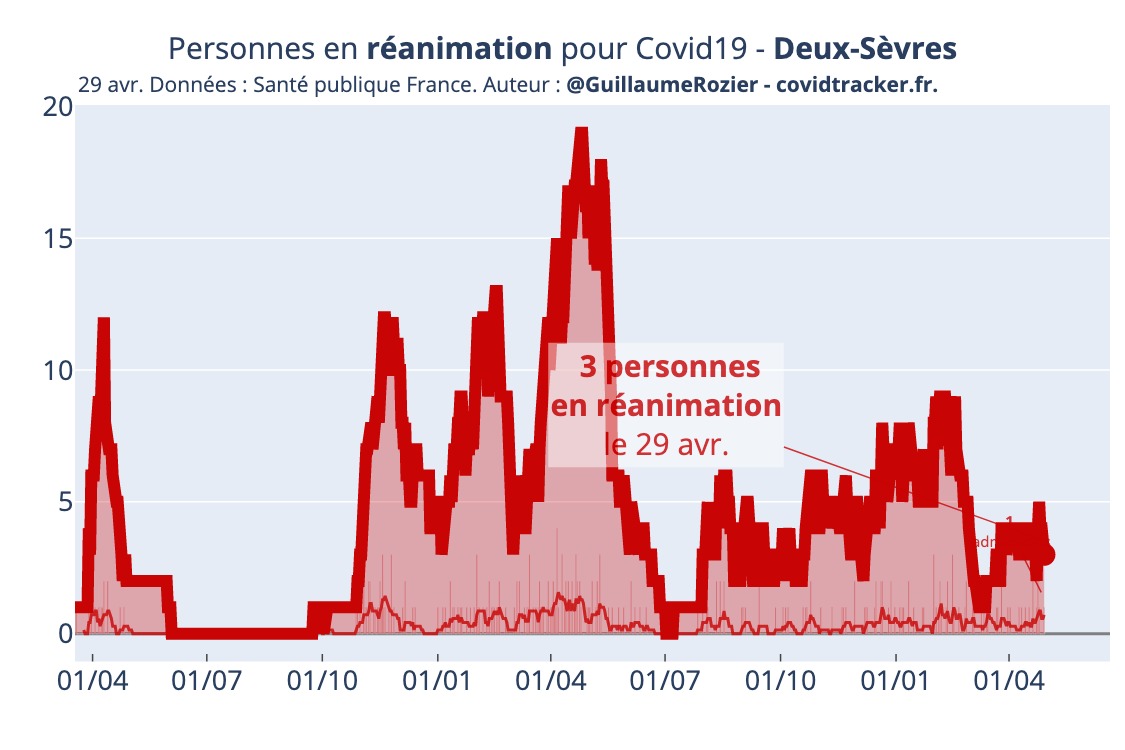 Personnes en réanimation pour Covid19 - Deux-Sèvres
29 avr. Données : Santé publique France. Auteur : @GuillaumeRozier - covidtracker.fr.
20
15
10
5
0
3 personnes
en réanimation
le 29 avr.
1
01/04 01/07 01/10 01/01 01/04 01/07 01/10 01/01 01/04